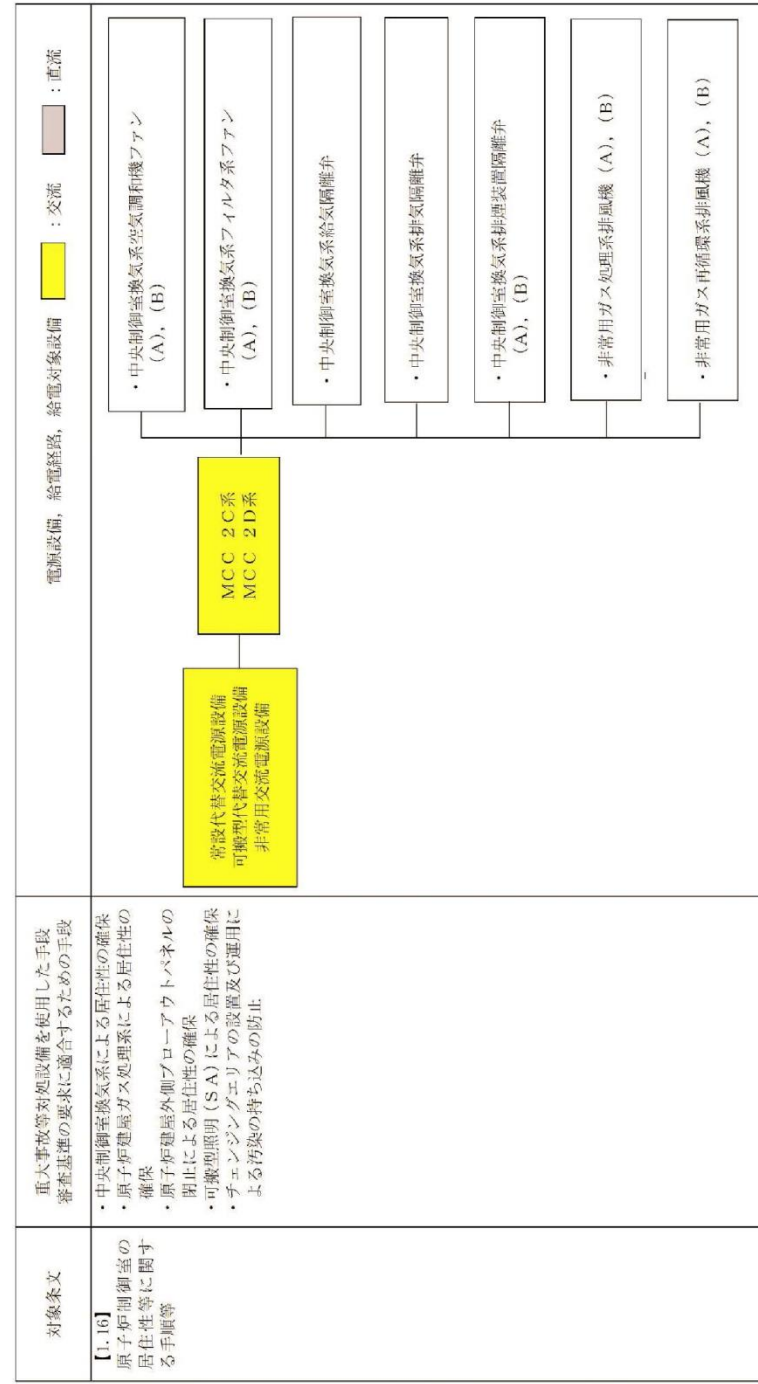 対象条文
重大事故等対処設備を使用した手段
審査基準の要求に適合するための手段
電源設備，給電経路，給電対象設備
：交流
：直流
【1.16】
原子炉制御室の
居住性等に関す
る手順等
・中央制御室換気系による居住性の確保
・原子炉建屋ガス処理系による居住性の
確保
・原子炉建屋外側ブローアウトパネルの
閉止による居住性の確保
・可搬型照明（ＳＡ）による居住性の確保
・チェンジングエリアの設置及び運用に
よる汚染の持ち込みの防止
常設代替交流電源設備
可搬型代替交流電源設備
非常用交流電源設備
ＭＣＣ ２Ｃ系
ＭＣＣ ２Ｄ系
・中央制御室換気系空気調和機ファン
（Ａ），（Ｂ）
・中央制御室換気系フィルタ系ファン
（Ａ），（Ｂ）
・中央制御室換気系給気隔離弁
・中央制御室換気系排気隔離弁
・中央制御室換気系排煙装置隔離弁
（Ａ），（Ｂ）
・非常用ガス処理系排風機（Ａ），（Ｂ）
・非常用ガス再循環系排風機（Ａ），（Ｂ）